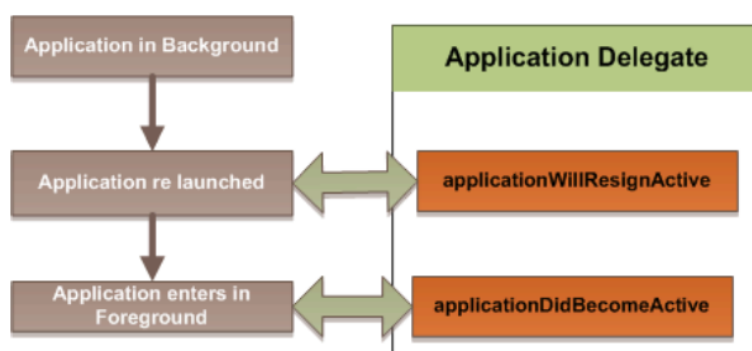 Application in Background
Application Delegate
Application re launched
applicationWillResignActive
Application enters in
Foreground
applicationDidBecomeActive